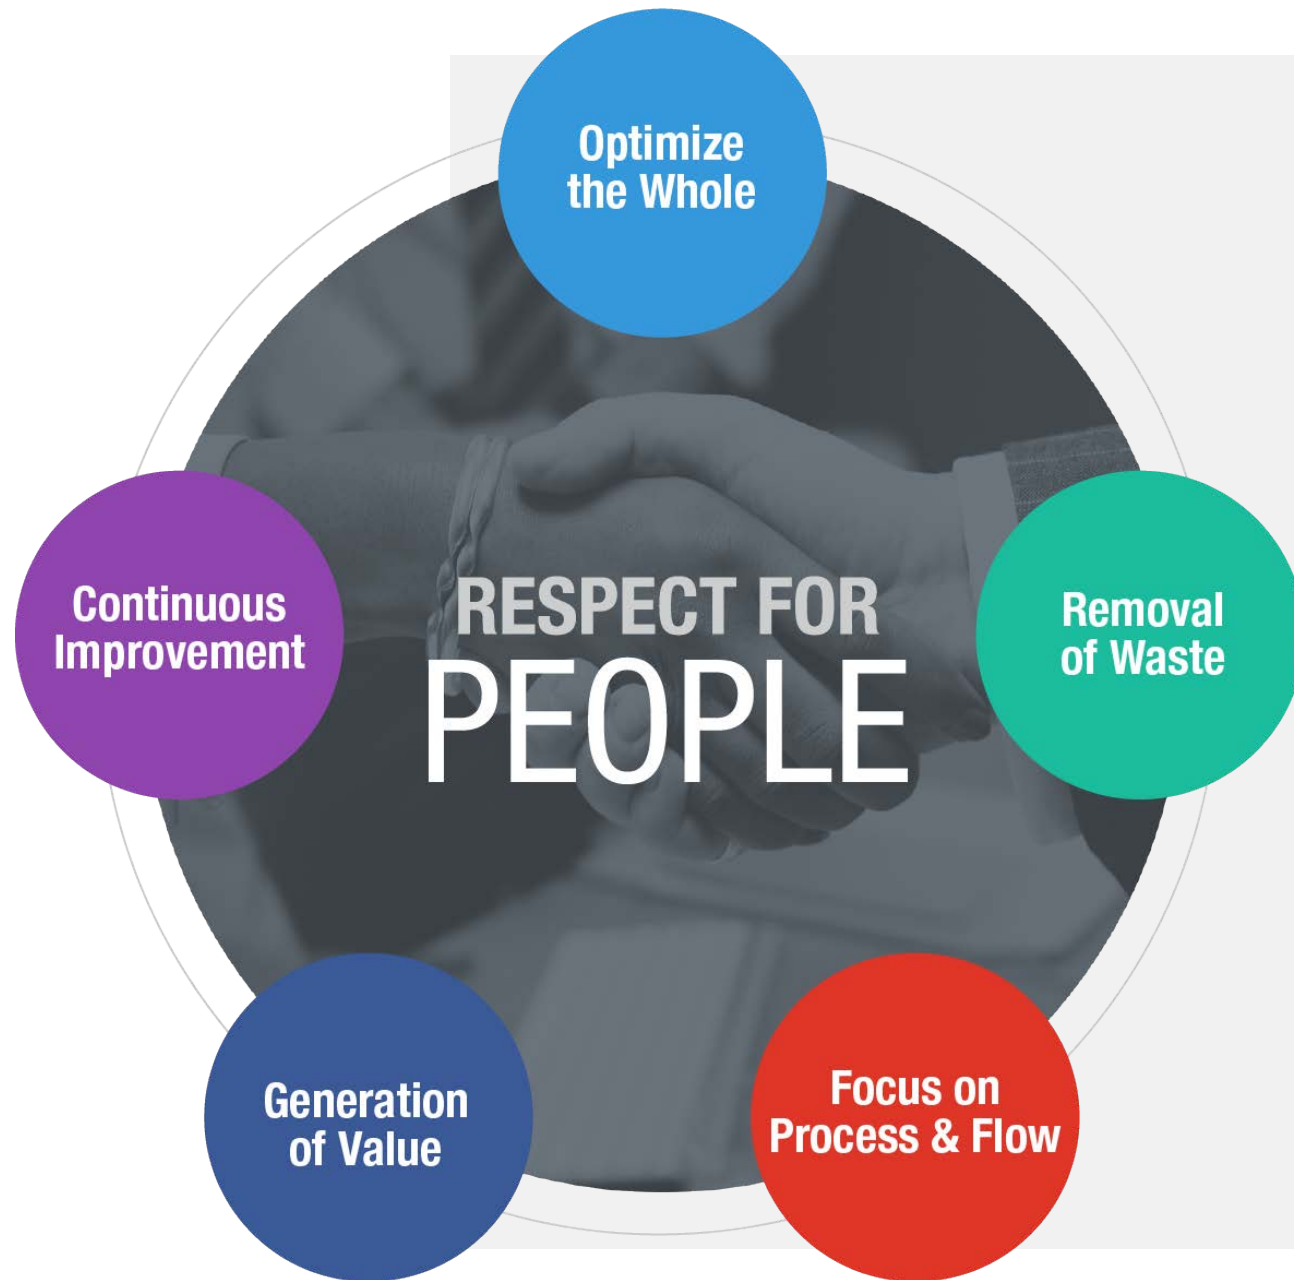 Optimize
the Whole
Continuous
Improvement
RESPECT FOR
PEOPLE
Removal
of Waste
Generation
of Value
Focus on
Process & Flow